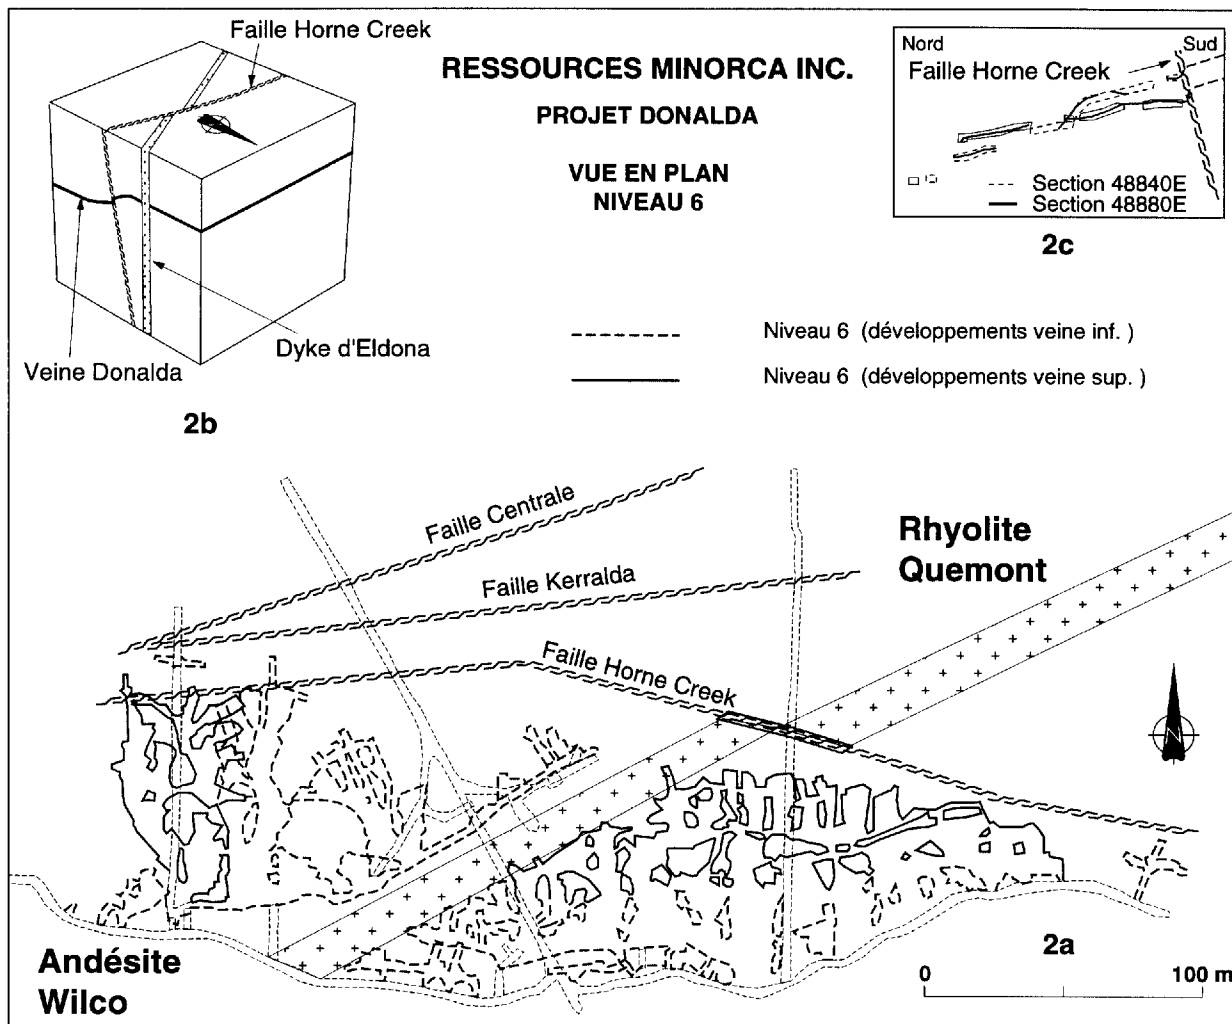 Faille Horne Creek
Veine Donalda
Dyke d'Eldona
2b
RESSOURCES MINORCA INC.
PROJET DONALDA
VUE EN PLAN
NIVEAU 6
Nord
Sud
Faille Horne Creek
Section 48840E
Section 48880E
2c
Niveau 6 (développements veine inf. )
Niveau 6 (développements veine sup. )
Faille Centrale
Faille Kerralda
Faille Horne Creek
Rhyolite
Quemont
N
Andésite
Wilco
2a
0 100 m